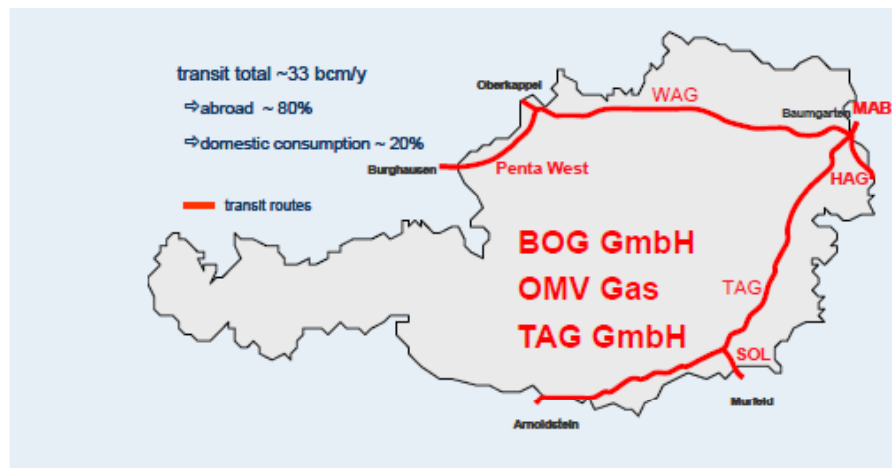 transit total ~33 bcm/y
⇨abroad ~ 80%
⇨domestic consumption ~ 20%
transit routes
Oberkappel
WAG
Baumgarten
MAB
Burghausen
Penta West
HAG
BOG GmbH
OMV Gas
TAG GmbH
TAG
SOL
Murfeld
Arnoldstein